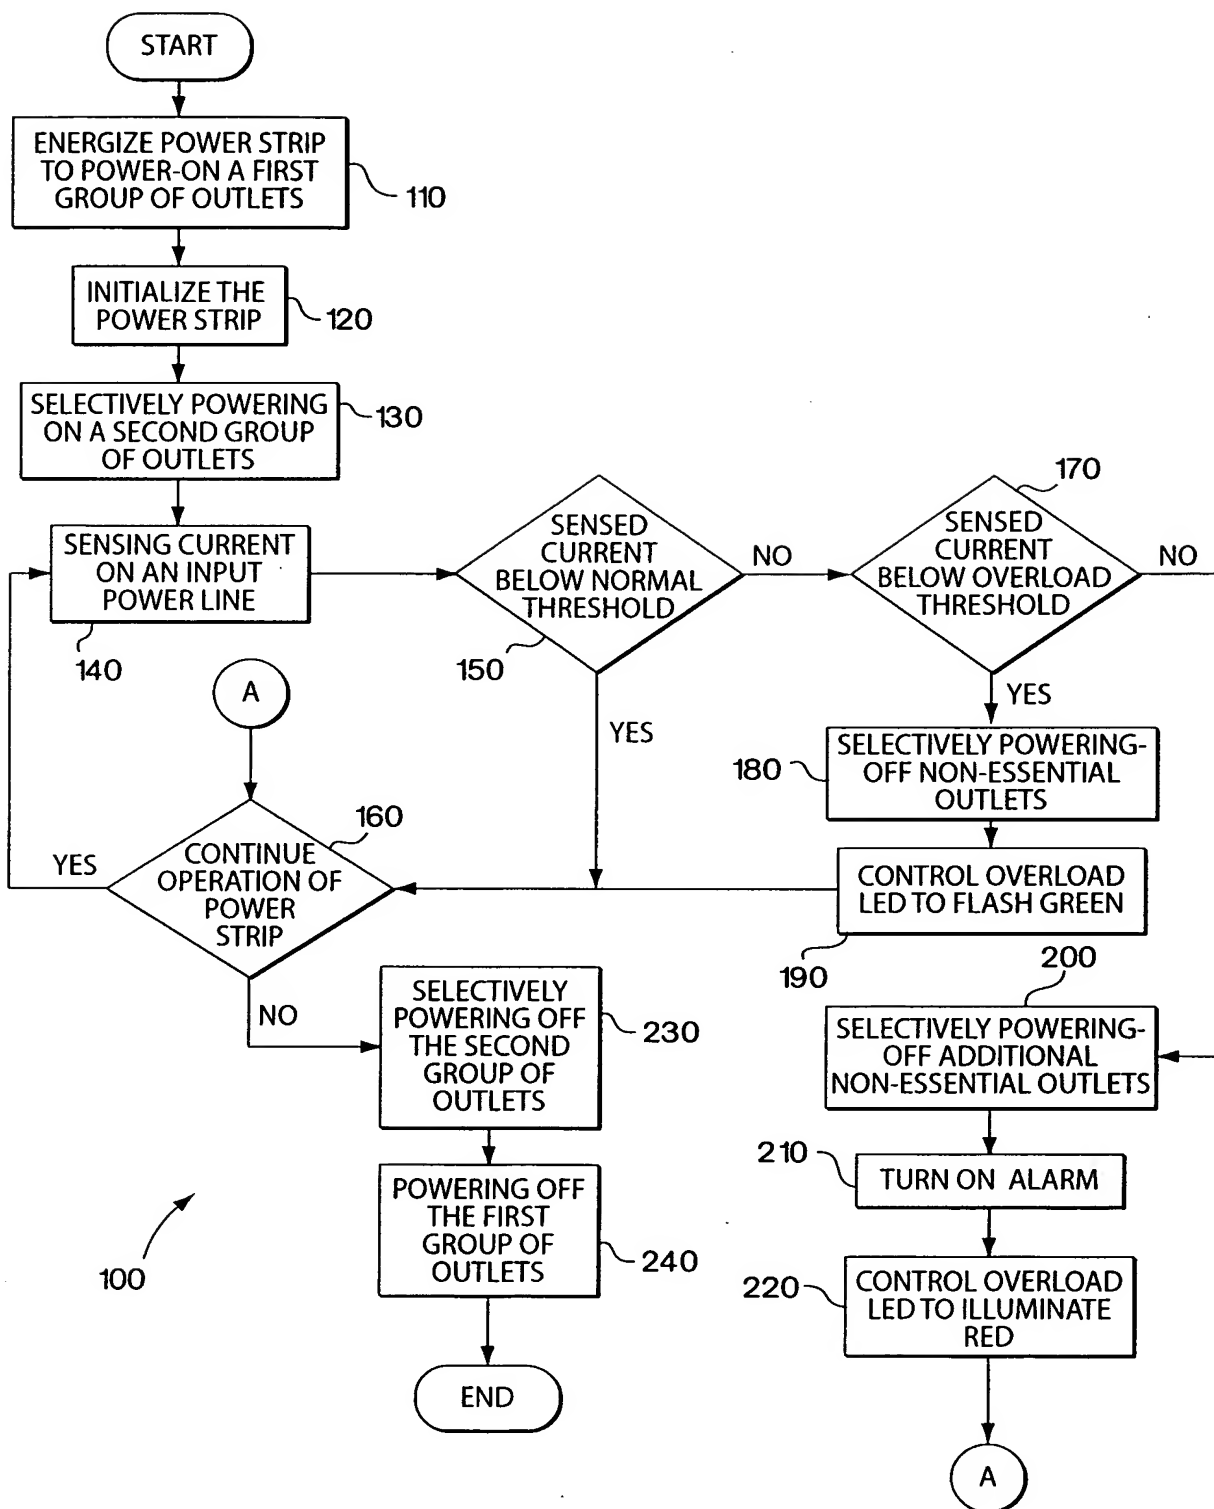 START
ENERGIZE POWER STRIP
TO POWER-ON A FIRST
GROUP OF OUTLETS
110
INITIALIZE THE
POWER STRIP
120
SELECTIVELY POWERING
ON A SECOND GROUP
OF OUTLETS
130
SENSING CURRENT
ON AN INPUT
POWER LINE
140
SENSED
CURRENT
BELOW NORMAL
THRESHOLD
150
NO
YES
170
SENSED
CURRENT
BELOW OVERLOAD
THRESHOLD
NO
YES
180
SELECTIVELY POWERING-
OFF NON-ESSENTIAL
OUTLETS
CONTROL OVERLOAD
LED TO FLASH GREEN
190
A
160
CONTINUE
OPERATION OF
POWER
STRIP
YES
NO
SELECTIVELY
POWERING OFF
THE SECOND
GROUP OF
OUTLETS
230
POWERING OFF
THE FIRST
GROUP OF
OUTLETS
240
END
200
SELECTIVELY POWERING-
OFF ADDITIONAL
NON-ESSENTIAL OUTLETS
210
TURN ON ALARM
220
CONTROL OVERLOAD
LED TO ILLUMINATE
RED
A
100